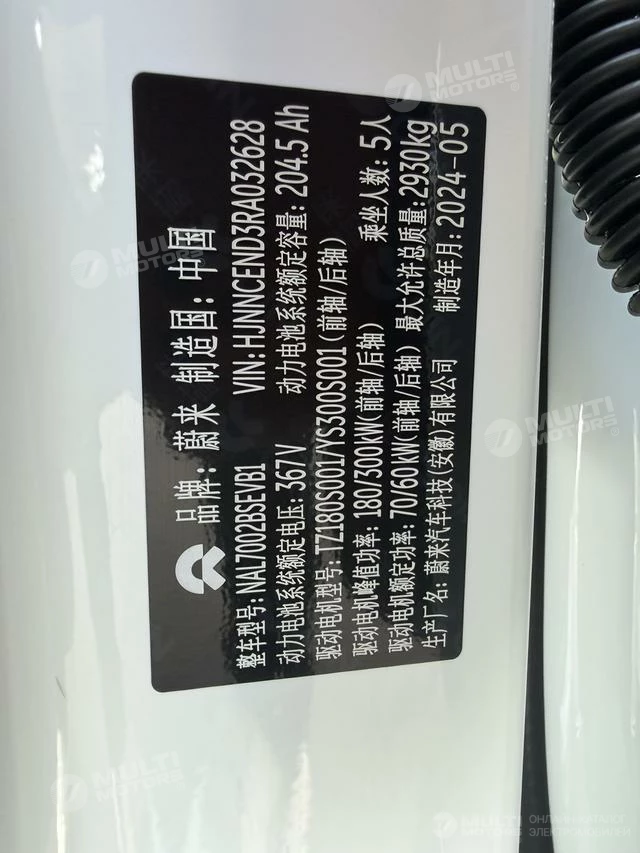 品牌: 蔚来 制造国: 中国
整车型号: NAL7002BSEVB1 VIN: HJNNCEND3RA032628
动力电池系统额定电压: 367V 动力电池系统额定容量: 204.5 Ah
驱动电机型号: TZ180S001/YS300S001(前轴/后轴)
驱动电机峰值功率: 180/300kW(前轴/后轴) 乘坐人数: 5人
驱动电机额定功率: 70/60kW(前轴/后轴) 最大允许总质量: 2930kg
生产厂名: 蔚来汽车科技(安徽)有限公司 制造年月: 2024-05
MULTI MOTORS®
MULTI MOTORS
MULTI MOTORS
MULTI MOTORS
MULTI MOTORS
ОНЛАЙН-КАТАЛОГ
ЭЛЕКТРОМОБИЛЕЙ